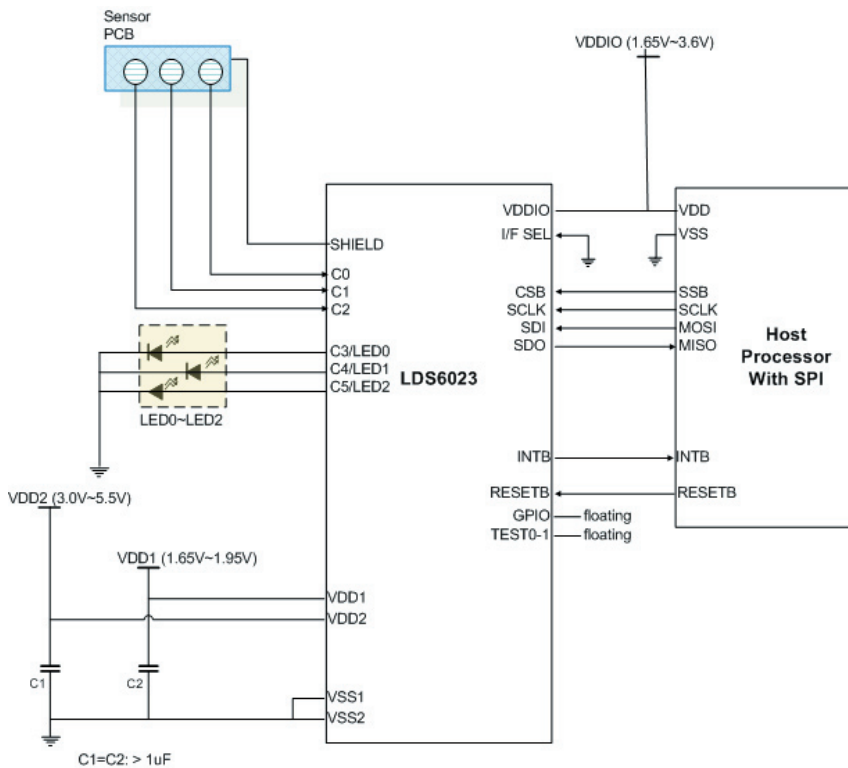 Sensor
PCB
VDDIO (1.65V~3.6V)
VDDIO
VDD
I/F SEL
VSS
SHIELD
C0
C1
C2
CSB
SSB
SCLK
SCLK
SDI
MOSI
SDO
MISO
Host
Processor
With SPI
C3/LED0
C4/LED1
C5/LED2
LDS6023
LED0~LED2
INTB
INTB
RESETB
RESETB
GPIO
floating
TEST0-1
floating
VDD2 (3.0V~5.5V)
VDD1 (1.65V~1.95V)
VDD1
VDD2
C1
C2
VSS1
VSS2
C1=C2: > 1uF